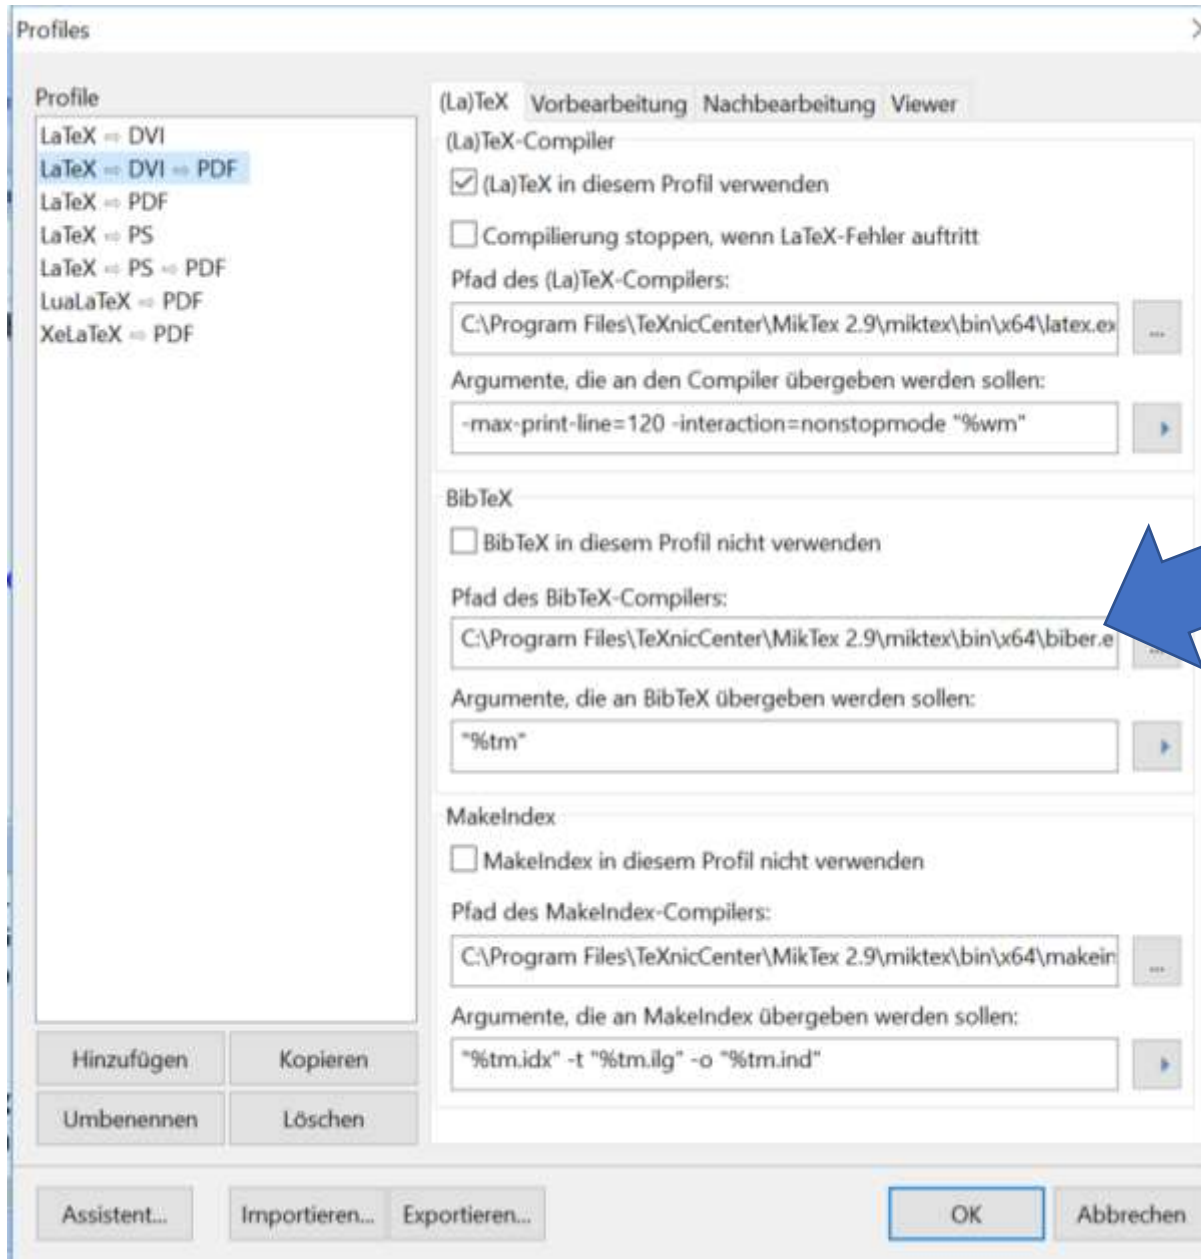 Profiles
Profile
LaTeX ⇨ DVI
LaTeX ⇨ DVI ⇨ PDF
LaTeX ⇨ PDF
LaTeX ⇨ PS
LaTeX ⇨ PS ⇨ PDF
LuaLaTeX ⇨ PDF
XeLaTeX ⇨ PDF
Hinzufügen
Kopieren
Umbenennen
Löschen
(La)TeX Vorbearbeitung Nachbearbeitung Viewer
(La)TeX-Compiler
(La)TeX in diesem Profil verwenden
Compilierung stoppen, wenn LaTeX-Fehler auftritt
Pfad des (La)TeX-Compilers:
C:\Program Files\TeXnicCenter\MikTex 2.9\miktex\bin\x64\latex.ex
...
Argumente, die an den Compiler übergeben werden sollen:
-max-print-line=120 -interaction=nonstopmode "%wm"
BibTeX
BibTeX in diesem Profil nicht verwenden
Pfad des BibTeX-Compilers:
C:\Program Files\TeXnicCenter\MikTex 2.9\miktex\bin\x64\biber.e
...
Argumente, die an BibTeX übergeben werden sollen:
"%tm"
MakeIndex
MakeIndex in diesem Profil nicht verwenden
Pfad des MakeIndex-Compilers:
C:\Program Files\TeXnicCenter\MikTex 2.9\miktex\bin\x64\makein
...
Argumente, die an MakeIndex übergeben werden sollen:
"%tm.idx" -t "%tm.ilg" -o "%tm.ind"
Assistent...
Importieren...
Exportieren...
OK
Abbrechen